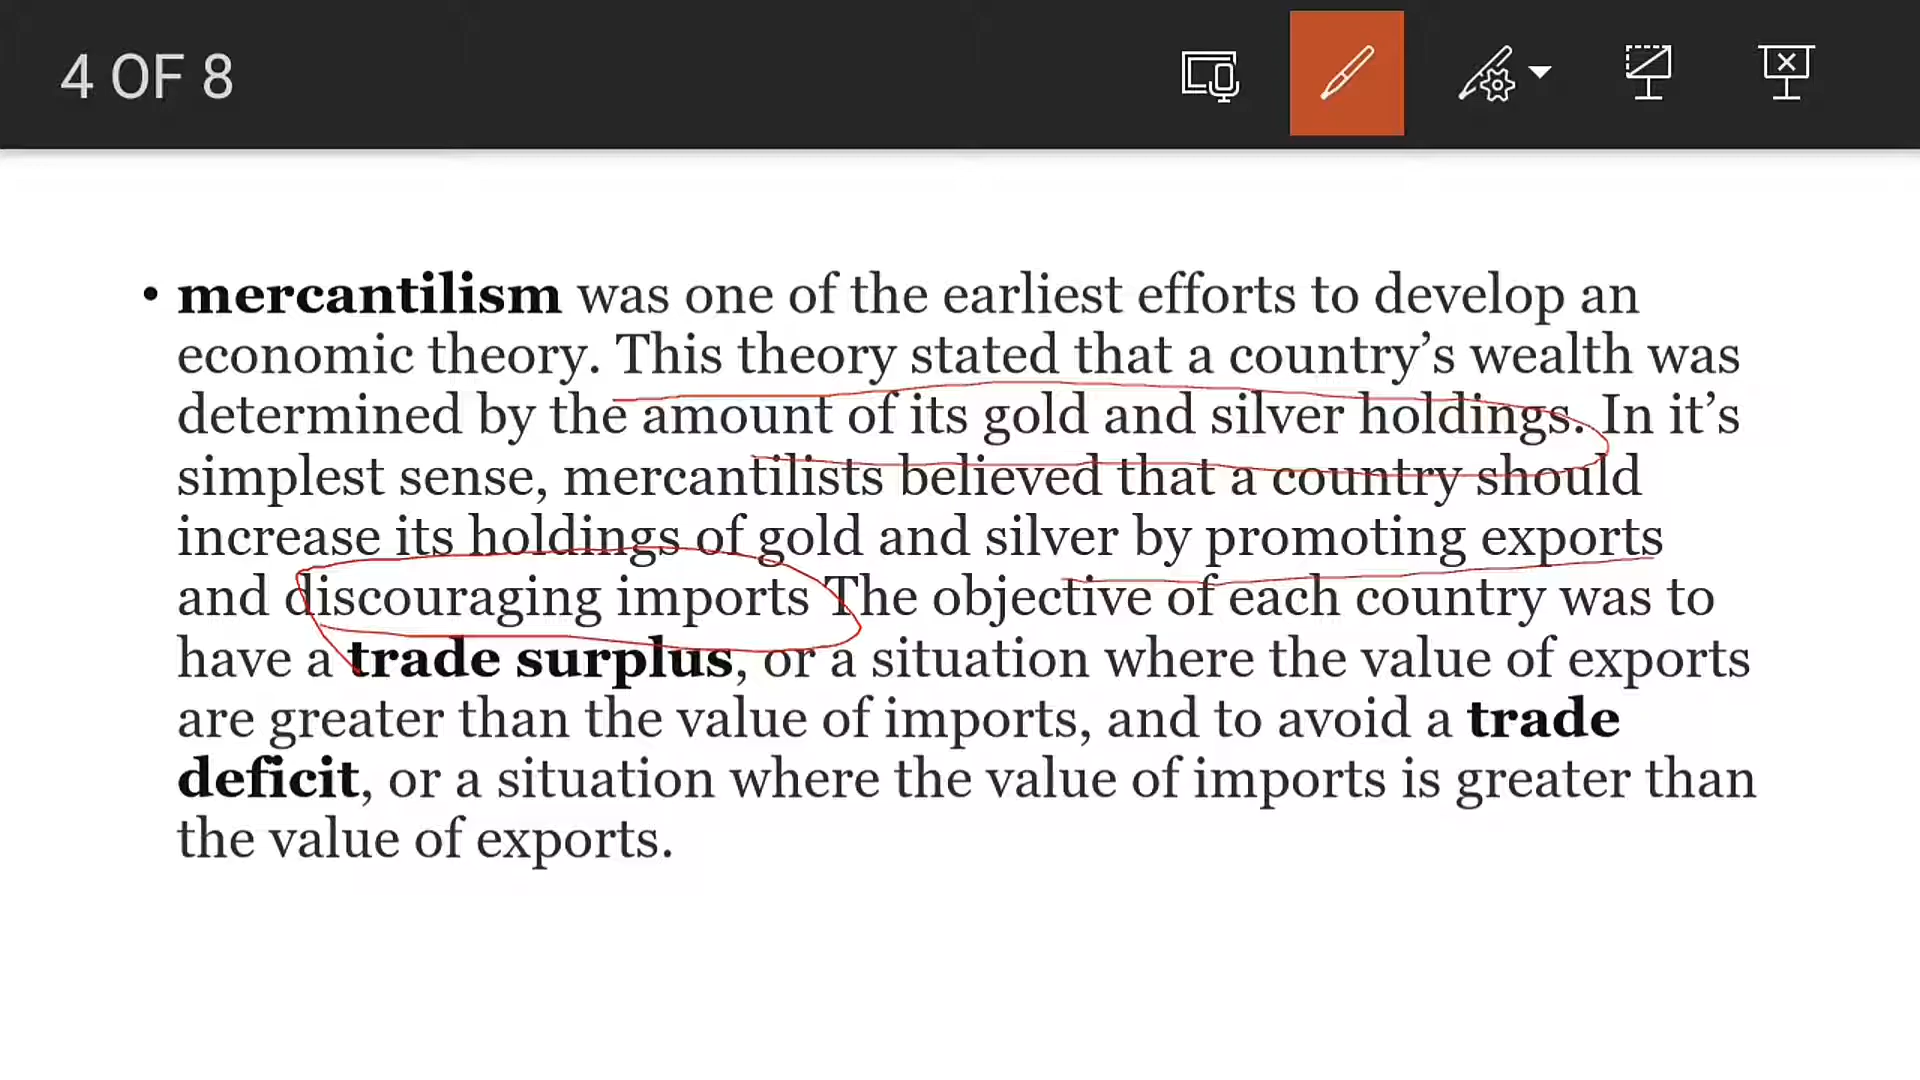 4 OF 8
• mercantilism was one of the earliest efforts to develop an
economic theory. This theory stated that a country’s wealth was
determined by the amount of its gold and silver holdings. In it’s
simplest sense, mercantilists believed that a country should
increase its holdings of gold and silver by promoting exports
and discouraging imports The objective of each country was to
have a trade surplus, or a situation where the value of exports
are greater than the value of imports, and to avoid a trade
deficit, or a situation where the value of imports is greater than
the value of exports.